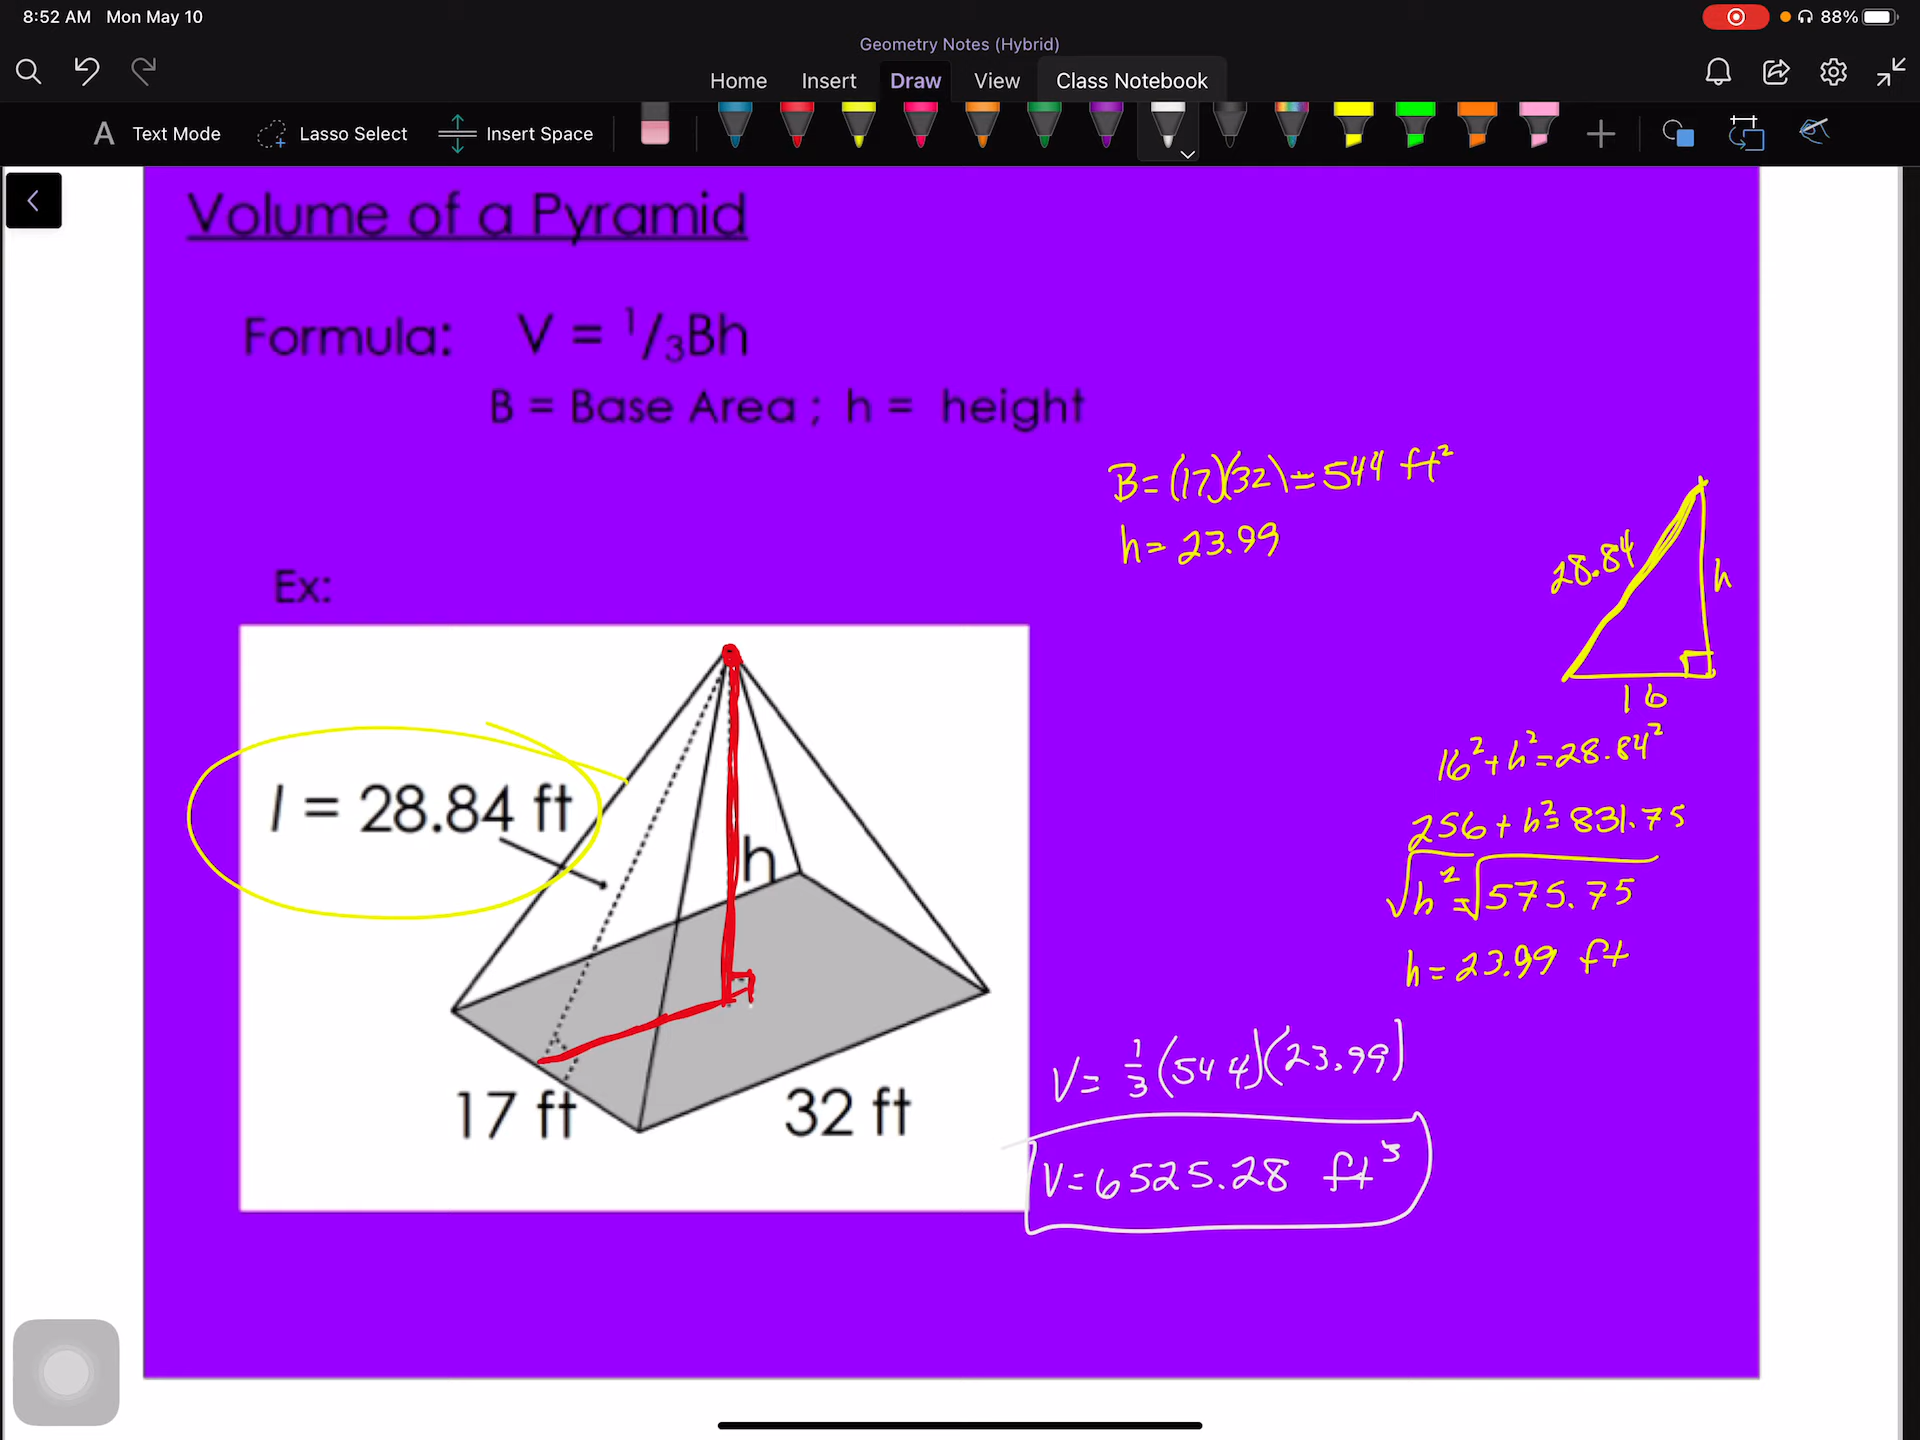 8:52 AM Mon May 10
88%
Geometry Notes (Hybrid)
Home Insert Draw View Class Notebook
A Text Mode Lasso Select Insert Space
Volume of a Pyramid
Formula: V = 1/3Bh
B = Base Area ; h = height
B = (17)(32) = 544 ft²
h = 23.99
Ex:
28.84
h
16
l = 28.84 ft
h
17 ft
32 ft
16² + h² = 28.84²
256 + h² = 831.75
√h² = √575.75
h = 23.99 ft
V = 1/3 (544)(23.99)
V = 6525.28 ft³